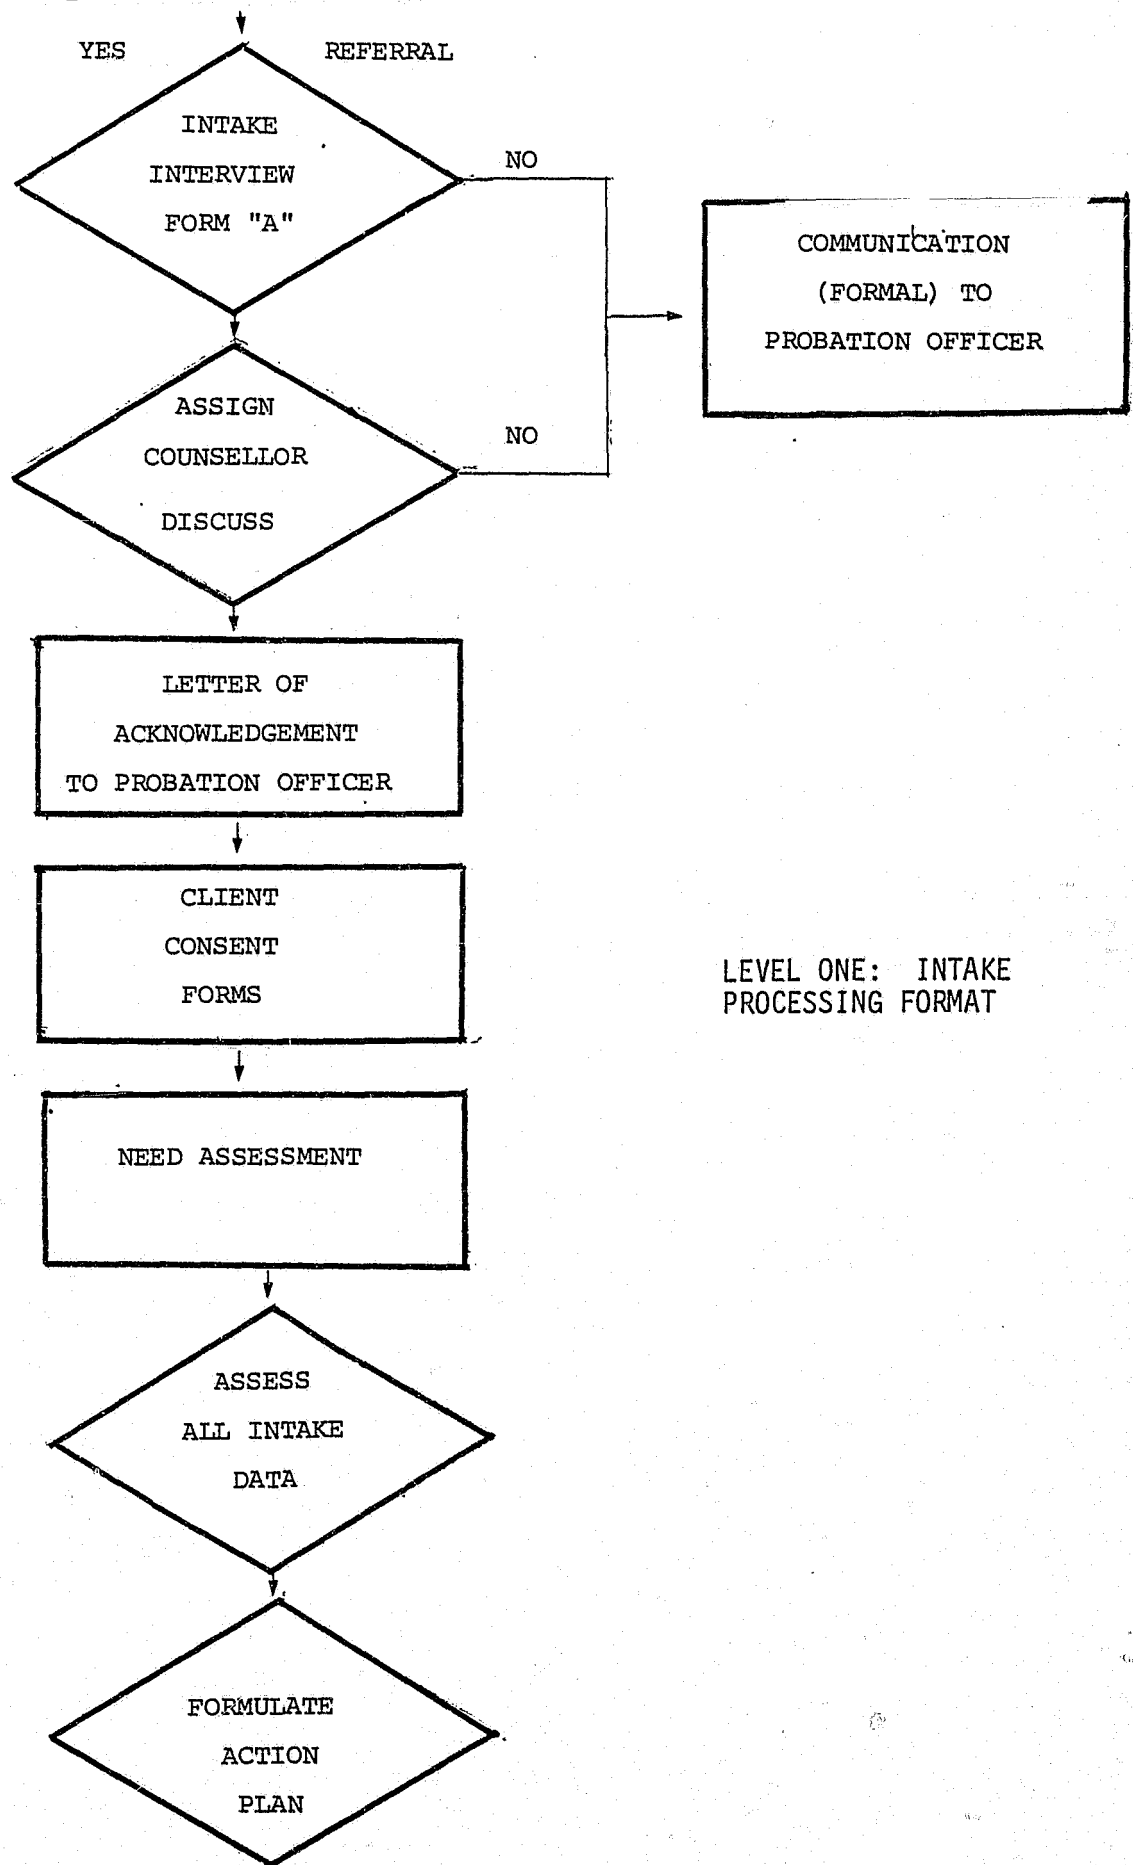 YES REFERRAL
INTAKE
INTERVIEW
FORM "A"
NO
COMMUNICATION
(FORMAL) TO
PROBATION OFFICER
ASSIGN
COUNSELLOR
DISCUSS
NO
LETTER OF
ACKNOWLEDGEMENT
TO PROBATION OFFICER
CLIENT
CONSENT
FORMS
LEVEL ONE: INTAKE
PROCESSING FORMAT
NEED ASSESSMENT
ASSESS
ALL INTAKE
DATA
FORMULATE
ACTION
PLAN